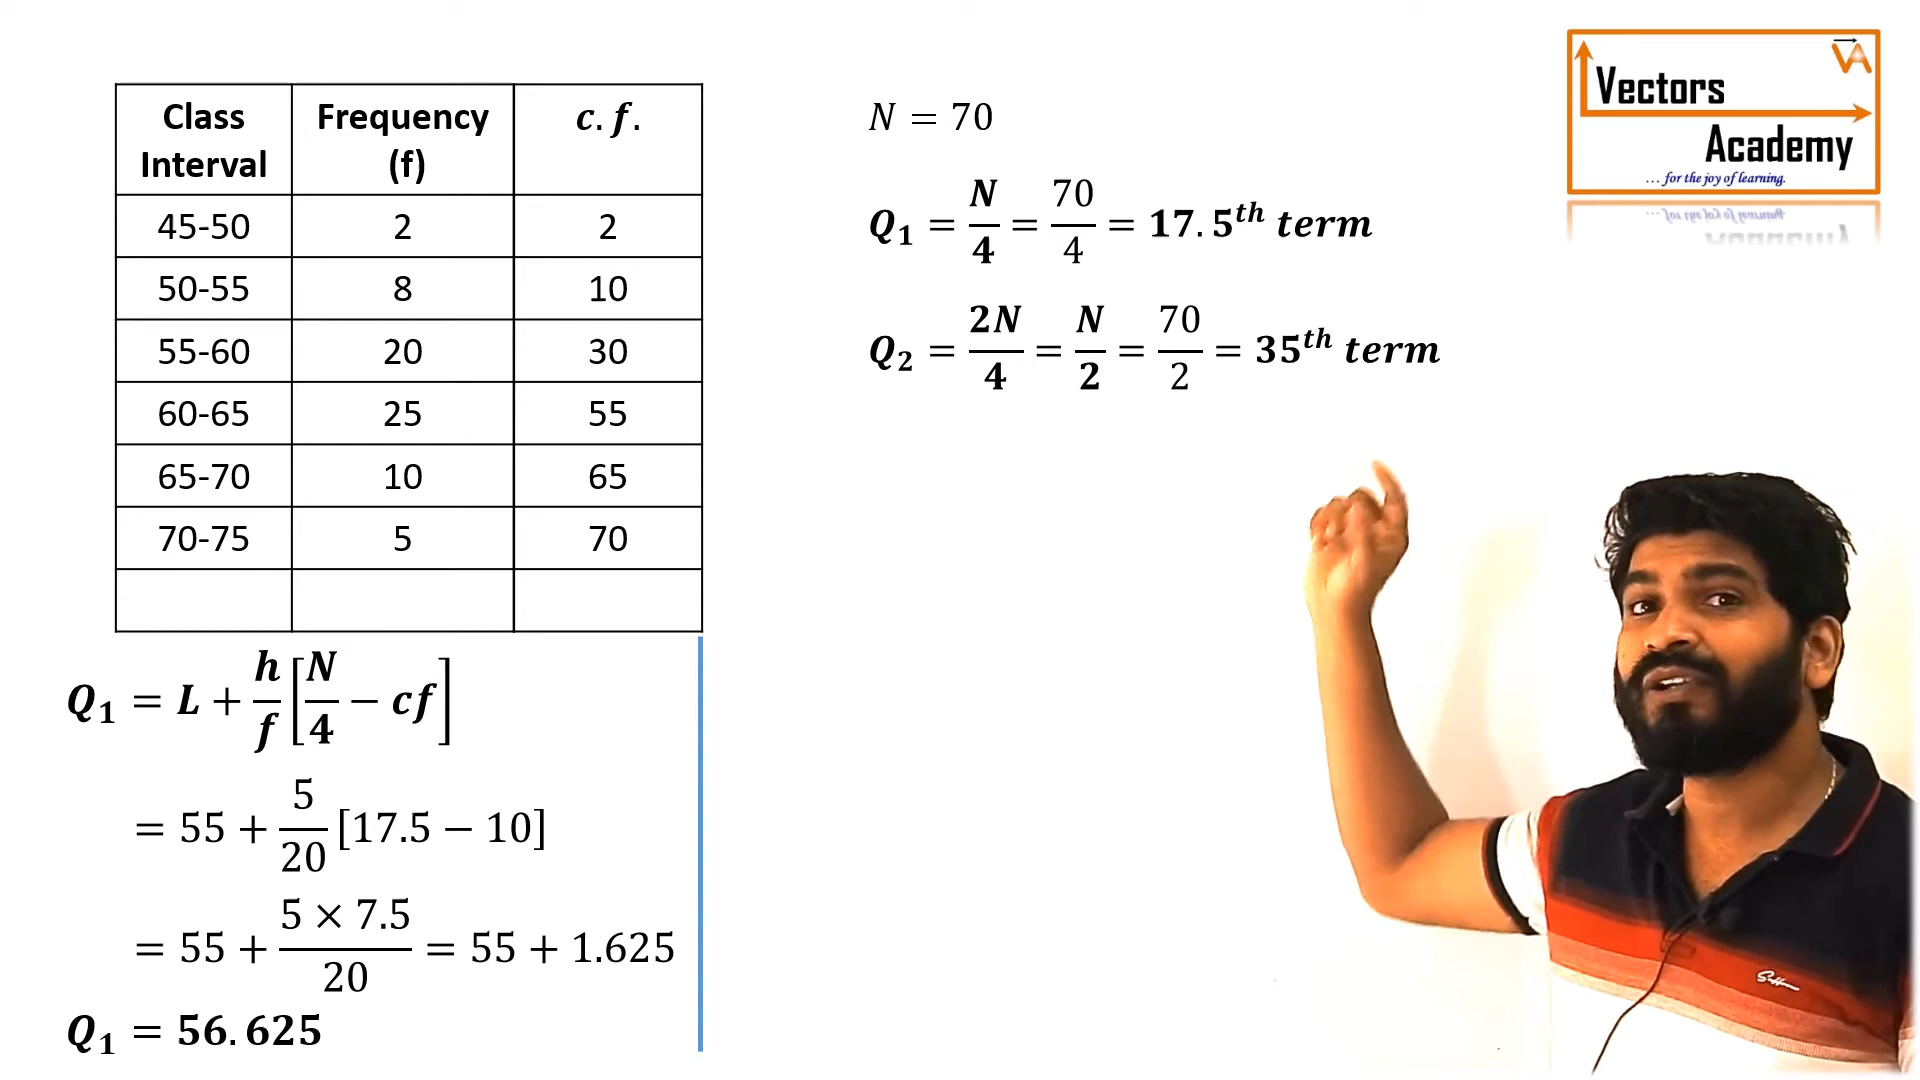 Class Interval | Frequency (f) | c.f.
45-50 | 2 | 2
50-55 | 8 | 10
55-60 | 20 | 30
60-65 | 25 | 55
65-70 | 10 | 65
70-75 | 5 | 70
Q₁ = L + h/f [N/4 − cf]
= 55 + 5/20 [17.5 − 10]
= 55 + (5 × 7.5)/20 = 55 + 1.625
Q₁ = 56.625
N = 70
Q₁ = N/4 = 70/4 = 17.5ᵗʰ term
Q₂ = 2N/4 = N/2 = 70/2 = 35ᵗʰ term
VA
Vectors
Academy
... for the joy of learning.